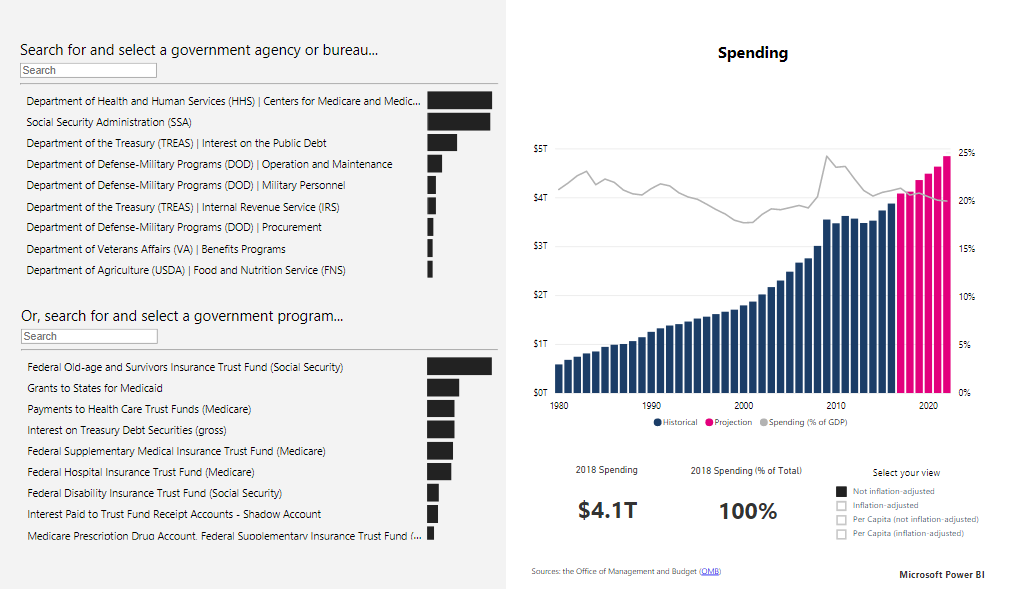 Search for and select a government agency or bureau...
Search
Department of Health and Human Services (HHS) | Centers for Medicare and Medic...
Social Security Administration (SSA)
Department of the Treasury (TREAS) | Interest on the Public Debt
Department of Defense-Military Programs (DOD) | Operation and Maintenance
Department of Defense-Military Programs (DOD) | Military Personnel
Department of the Treasury (TREAS) | Internal Revenue Service (IRS)
Department of Defense-Military Programs (DOD) | Procurement
Department of Veterans Affairs (VA) | Benefits Programs
Department of Agriculture (USDA) | Food and Nutrition Service (FNS)
Or, search for and select a government program...
Search
Federal Old-age and Survivors Insurance Trust Fund (Social Security)
Grants to States for Medicaid
Payments to Health Care Trust Funds (Medicare)
Interest on Treasury Debt Securities (gross)
Federal Supplementary Medical Insurance Trust Fund (Medicare)
Federal Hospital Insurance Trust Fund (Medicare)
Federal Disability Insurance Trust Fund (Social Security)
Interest Paid to Trust Fund Receipt Accounts - Shadow Account
Medicare Prescription Drug Account, Federal Supplementary Insurance Trust Fund (...
Spending
$5T
25%
$4T
20%
$3T
15%
$2T
10%
$1T
5%
$0T
0%
1980 1990 2000 2010 2020
Historical Projection Spending (% of GDP)
2018 Spending
$4.1T
2018 Spending (% of Total)
100%
Select your view
Not inflation-adjusted
Inflation-adjusted
Per Capita (not inflation-adjusted)
Per Capita (inflation-adjusted)
Sources: the Office of Management and Budget (OMB)
Microsoft Power BI